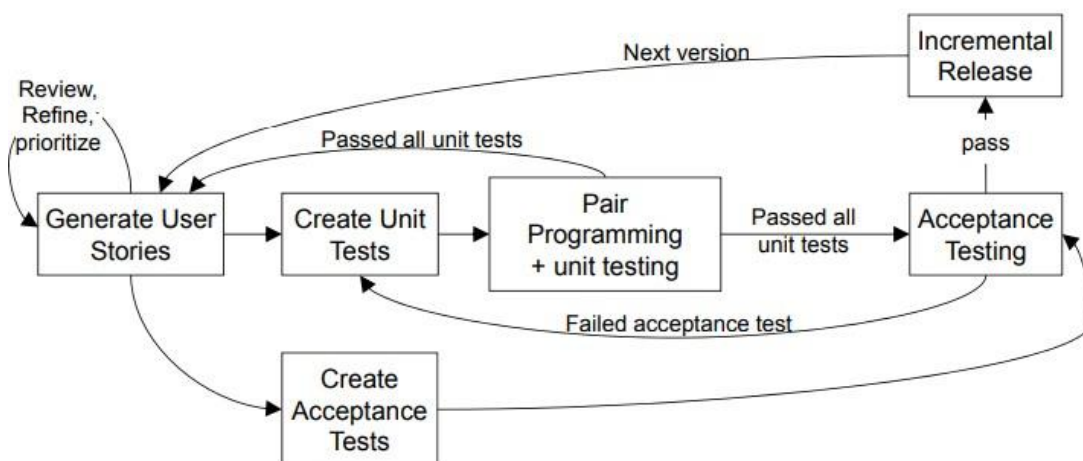 Next version
Incremental
Release
Review,
Refine,
prioritize
Passed all unit tests
pass
Generate User
Stories
Create Unit
Tests
Pair
Programming
+ unit testing
Passed all
unit tests
Acceptance
Testing
Failed acceptance test
Create
Acceptance
Tests